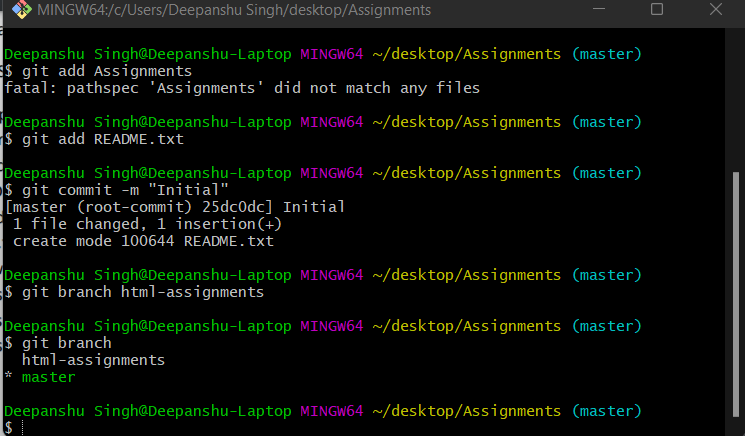 MINGW64:/c/Users/Deepanshu Singh/desktop/Assignments
Deepanshu Singh@Deepanshu-Laptop MINGW64 ~/desktop/Assignments (master)
$ git add Assignments
fatal: pathspec 'Assignments' did not match any files
Deepanshu Singh@Deepanshu-Laptop MINGW64 ~/desktop/Assignments (master)
$ git add README.txt
Deepanshu Singh@Deepanshu-Laptop MINGW64 ~/desktop/Assignments (master)
$ git commit -m "Initial"
[master (root-commit) 25dc0dc] Initial
 1 file changed, 1 insertion(+)
 create mode 100644 README.txt
Deepanshu Singh@Deepanshu-Laptop MINGW64 ~/desktop/Assignments (master)
$ git branch html-assignments
Deepanshu Singh@Deepanshu-Laptop MINGW64 ~/desktop/Assignments (master)
$ git branch
  html-assignments
* master
Deepanshu Singh@Deepanshu-Laptop MINGW64 ~/desktop/Assignments (master)
$